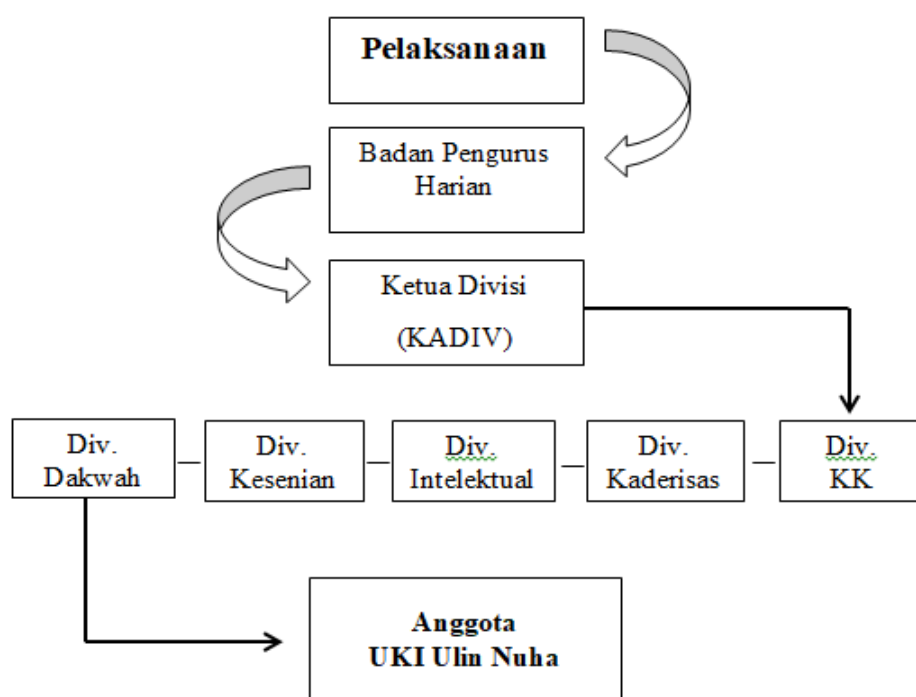 Pelaksanaan
Badan Pengurus
Harian
Ketua Divisi
(KADIV)
Div.
Dakwah
Div.
Kesenian
Div.
Intelektual
Div.
Kaderisas
Div.
KK
Anggota
UKI Ulin Nuha